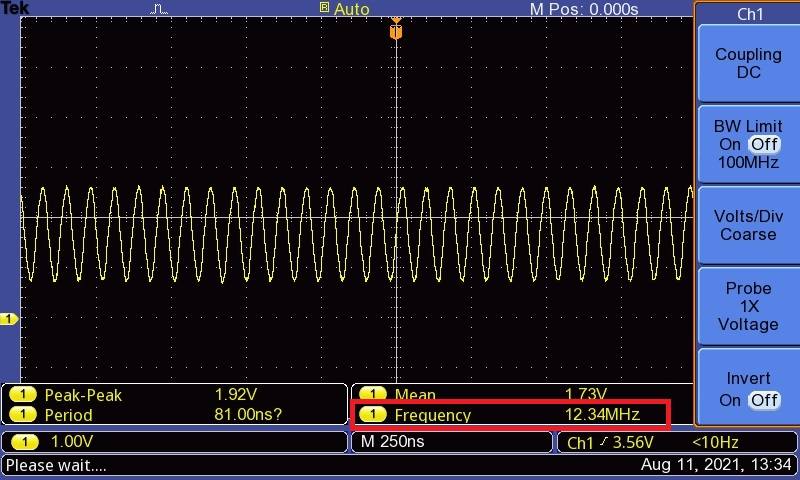 Tek
R Auto
M Pos: 0.000s
T
1
Ch1
Coupling
DC
BW Limit
On Off
100MHz
Volts/Div
Coarse
Probe
1X
Voltage
Invert
On Off
1 Peak-Peak 1.92V
1 Period 81.00ns?
1 Mean 1.73V
1 Frequency 12.34MHz
1 1.00V
M 250ns
Ch1 3.56V <10Hz
Please wait....
Aug 11, 2021, 13:34